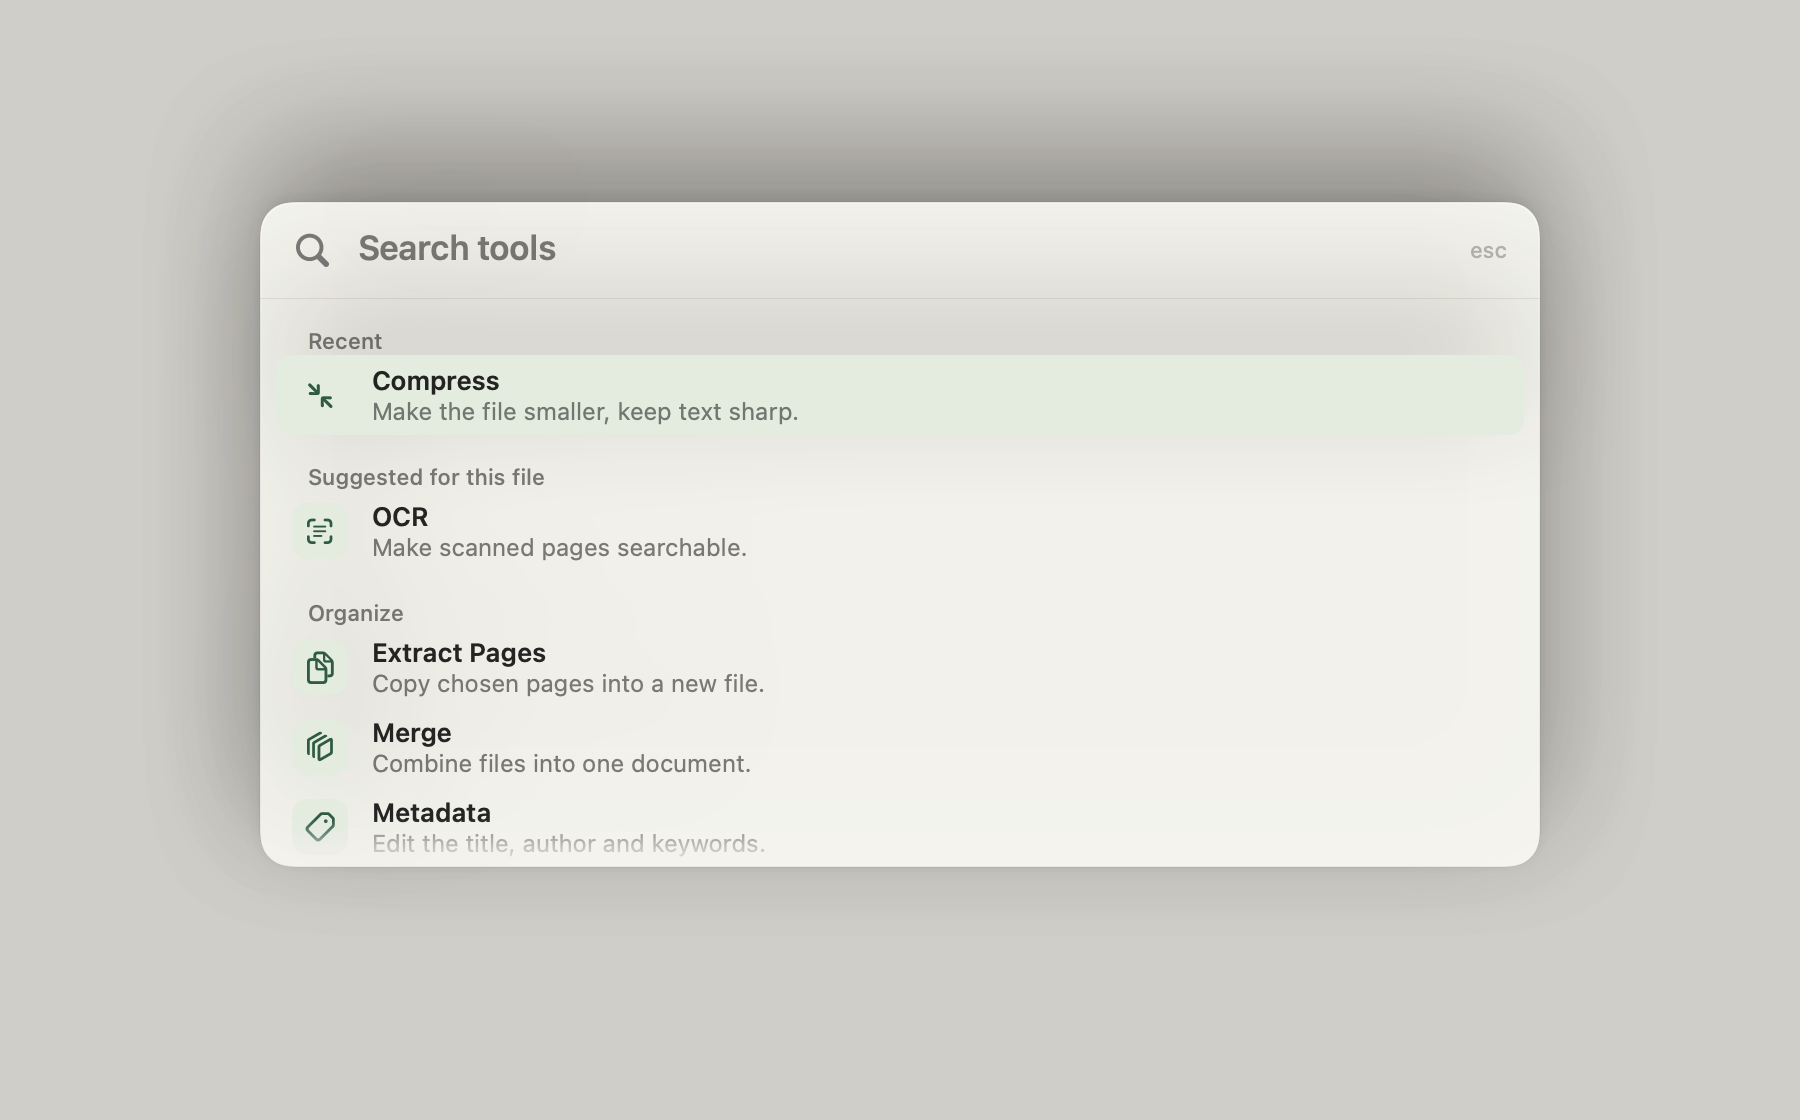 Search tools
esc
Recent
Compress
Make the file smaller, keep text sharp.
Suggested for this file
OCR
Make scanned pages searchable.
Organize
Extract Pages
Copy chosen pages into a new file.
Merge
Combine files into one document.
Metadata
Edit the title, author and keywords.